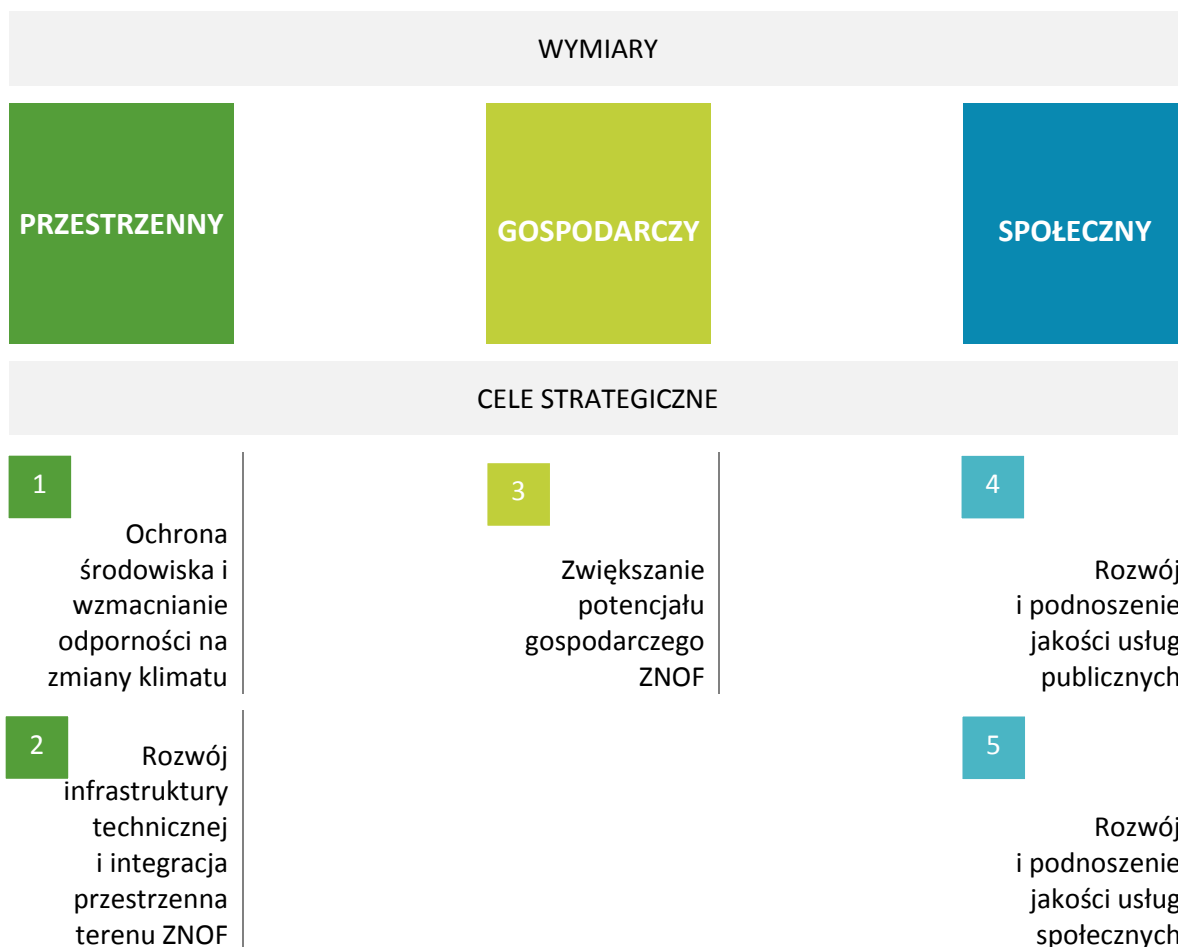 WYMIARY
PRZESTRZENNY
GOSPODARCZY
SPOŁECZNY
CELE STRATEGICZNE
1
Ochrona
środowiska i
wzmacnianie
odporności na
zmiany klimatu
3
Zwiększanie
potencjału
gospodarczego
ZNOF
4
Rozwój
i podnoszenie
jakości usług
publicznych
2
Rozwój
infrastruktury
technicznej
i integracja
przestrzenna
terenu ZNOF
5
Rozwój
i podnoszenie
jakości usług
społecznych